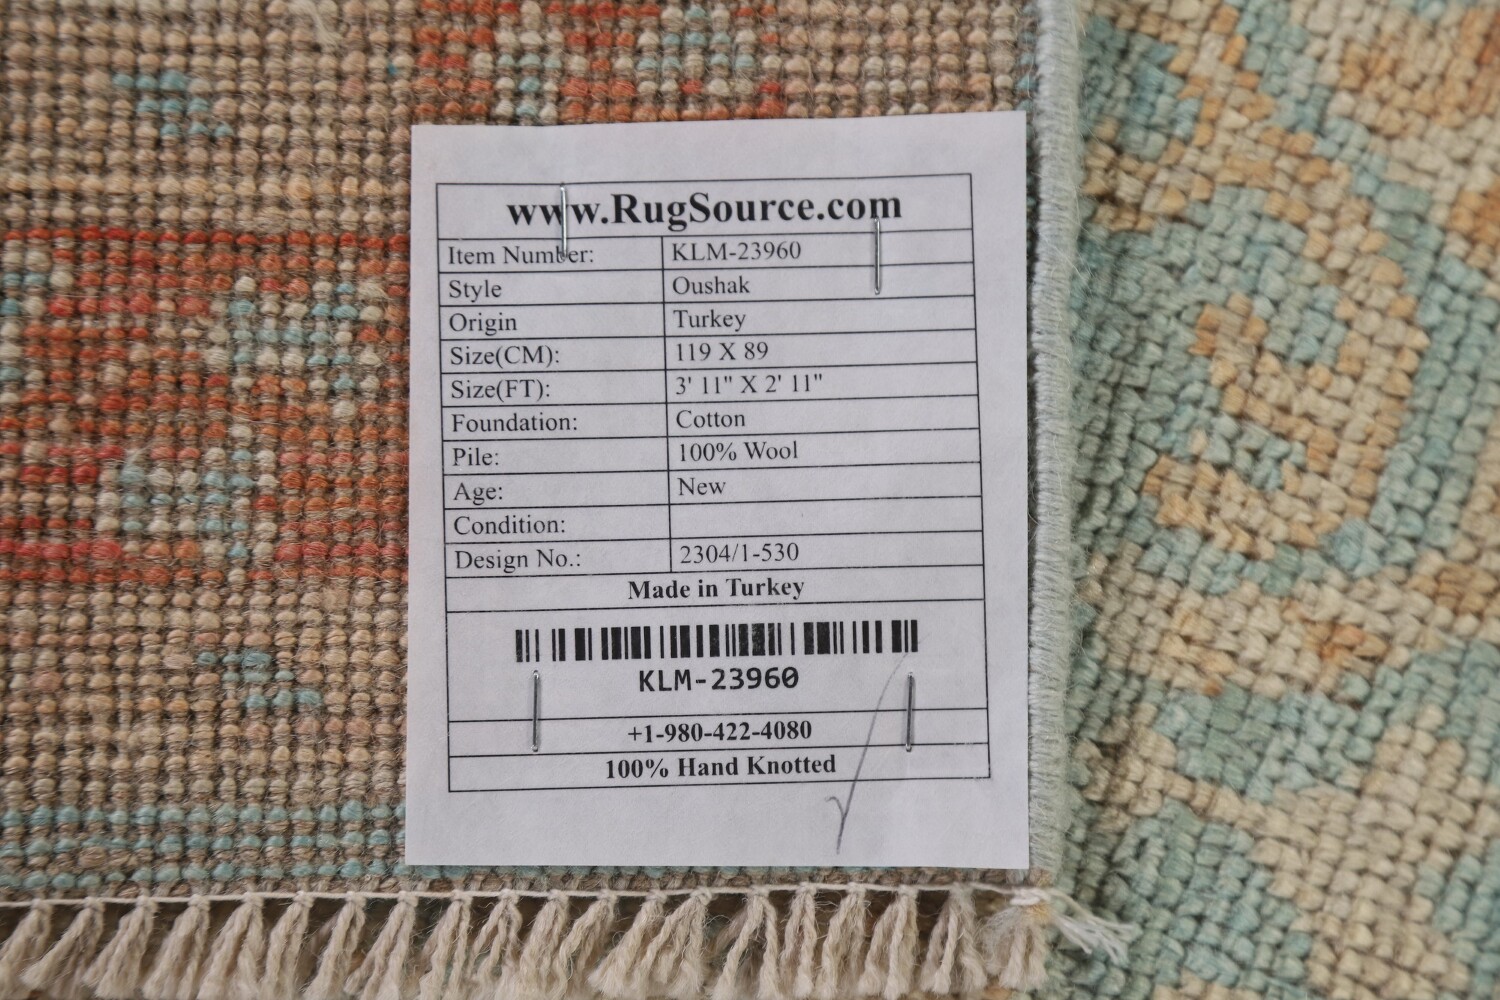 www.RugSource.com
Item Number: KLM-23960
Style Oushak
Origin Turkey
Size(CM): 119 X 89
Size(FT): 3' 11" X 2' 11"
Foundation: Cotton
Pile: 100% Wool
Age: New
Condition:
Design No.: 2304/1-530
Made in Turkey
KLM-23960
+1-980-422-4080
100% Hand Knotted